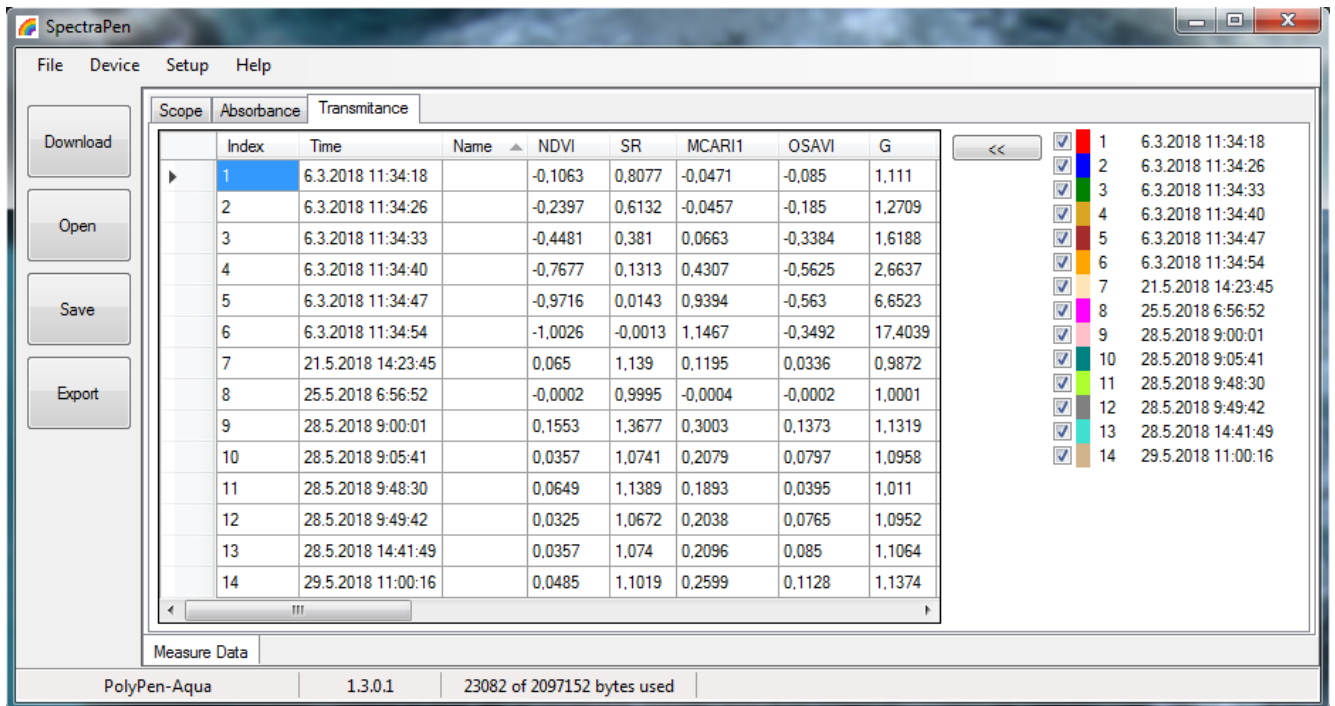 SpectraPen
File Device Setup Help
Download
Open
Save
Export
Scope Absorbance Transmitance
Index Time Name NDVI SR MCARI1 OSAVI G
1 6.3.2018 11:34:18 -0,1063 0,8077 -0,0471 -0,085 1,111
2 6.3.2018 11:34:26 -0,2397 0,6132 -0,0457 -0,185 1,2709
3 6.3.2018 11:34:33 -0,4481 0,381 0,0663 -0,3384 1,6188
4 6.3.2018 11:34:40 -0,7677 0,1313 0,4307 -0,5625 2,6637
5 6.3.2018 11:34:47 -0,9716 0,0143 0,9394 -0,563 6,6523
6 6.3.2018 11:34:54 -1,0026 -0,0013 1,1467 -0,3492 17,4039
7 21.5.2018 14:23:45 0,065 1,139 0,1195 0,0336 0,9872
8 25.5.2018 6:56:52 -0,0002 0,9995 -0,0004 -0,0002 1,0001
9 28.5.2018 9:00:01 0,1553 1,3677 0,3003 0,1373 1,1319
10 28.5.2018 9:05:41 0,0357 1,0741 0,2079 0,0797 1,0958
11 28.5.2018 9:48:30 0,0649 1,1389 0,1893 0,0395 1,011
12 28.5.2018 9:49:42 0,0325 1,0672 0,2038 0,0765 1,0952
13 28.5.2018 14:41:49 0,0357 1,074 0,2096 0,085 1,1064
14 29.5.2018 11:00:16 0,0485 1,1019 0,2599 0,1128 1,1374
<<
1 6.3.2018 11:34:18
2 6.3.2018 11:34:26
3 6.3.2018 11:34:33
4 6.3.2018 11:34:40
5 6.3.2018 11:34:47
6 6.3.2018 11:34:54
7 21.5.2018 14:23:45
8 25.5.2018 6:56:52
9 28.5.2018 9:00:01
10 28.5.2018 9:05:41
11 28.5.2018 9:48:30
12 28.5.2018 9:49:42
13 28.5.2018 14:41:49
14 29.5.2018 11:00:16
Measure Data
PolyPen-Aqua 1.3.0.1 23082 of 2097152 bytes used